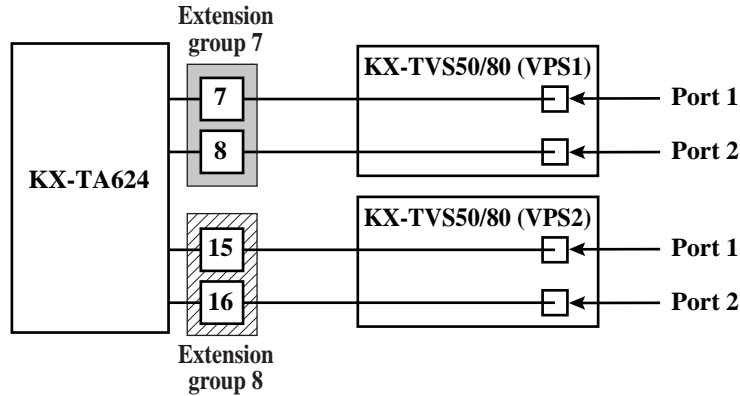 Extension
group 7
KX-TVS50/80 (VPS1)
7
Port 1
8
Port 2
KX-TA624
KX-TVS50/80 (VPS2)
15
Port 1
16
Port 2
Extension
group 8